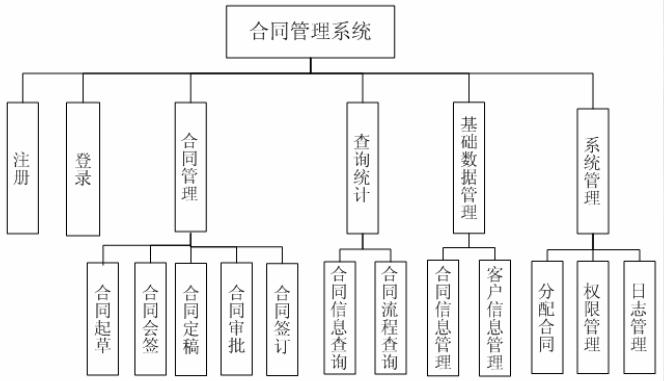 合同管理系统
注册
登录
合同管理
查询统计
基础数据管理
系统管理
合同起草
合同会签
合同定稿
合同审批
合同签订
合同信息查询
合同流程查询
合同信息管理
客户信息管理
分配合同
权限管理
日志管理